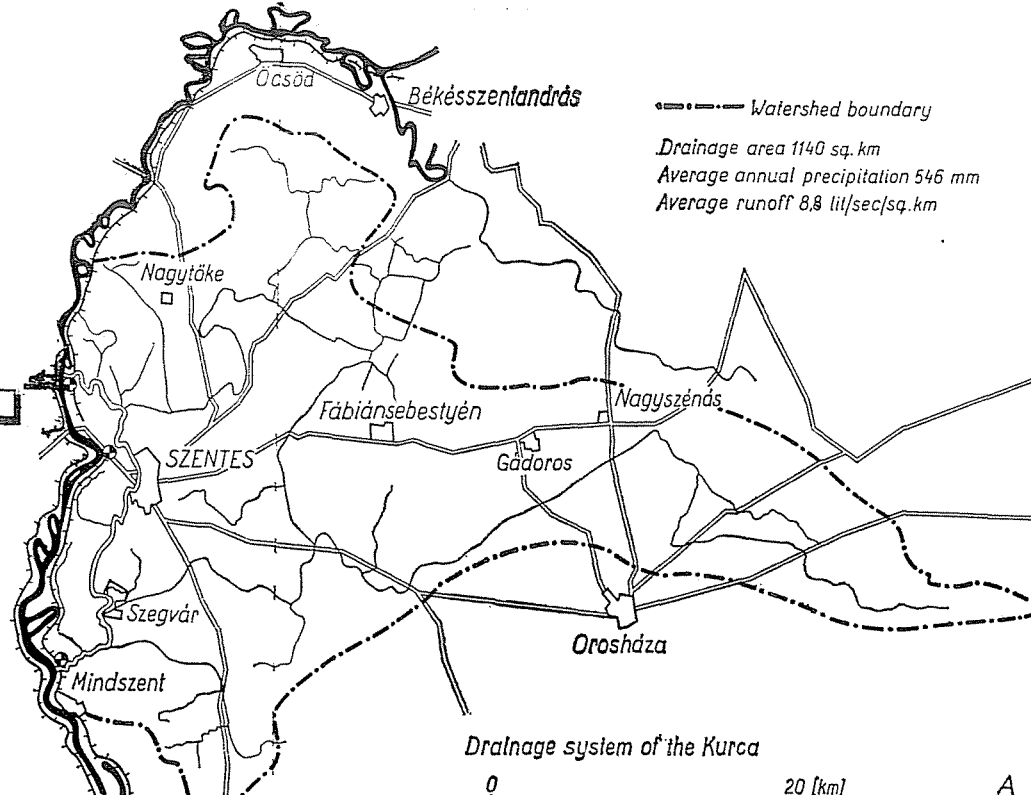 Öcsöd
Békésszentandrás
Watershed boundary
Drainage area 1140 sq. km
Average annual precipitation 546 mm
Average runoff 8,8 lit/sec/sq.km
Nagytőke
Fábiánsebestyén
Nagyszénás
SZENTES
Gádoros
Szegvár
Orosháza
Mindszent
Drainage system of the Kurca
0 20 [km] A